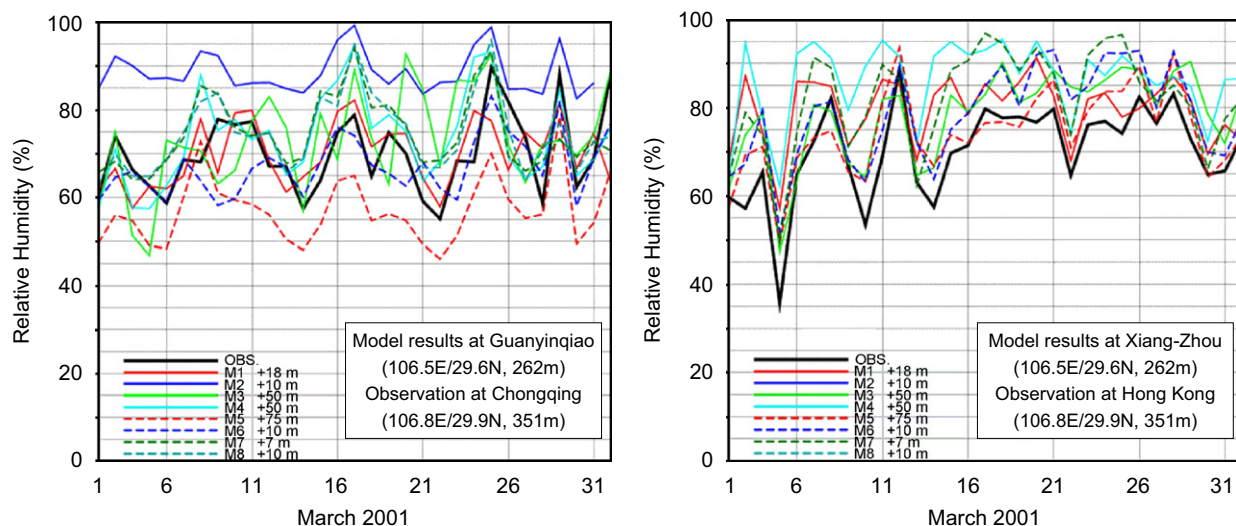 100
80
60
40
20
0
Relative Humidity (%)
OBS.
M1 +18 m
M2 +10 m
M3 +50 m
M4 +50 m
M5 +75 m
M6 +10 m
M7 +7 m
M8 +10 m
Model results at Guanyinqiao
(106.5E/29.6N, 262m)
Observation at Chongqing
(106.8E/29.9N, 351m)
1 6 11 16 21 26 31
March 2001
100
80
60
40
20
0
Relative Humidity (%)
OBS.
M1 +18 m
M2 +10 m
M3 +50 m
M4 +50 m
M5 +75 m
M6 +10 m
M7 +7 m
M8 +10 m
Model results at Xiang-Zhou
(106.5E/29.6N, 262m)
Observation at Hong Kong
(106.8E/29.9N, 351m)
1 6 11 16 21 26 31
March 2001